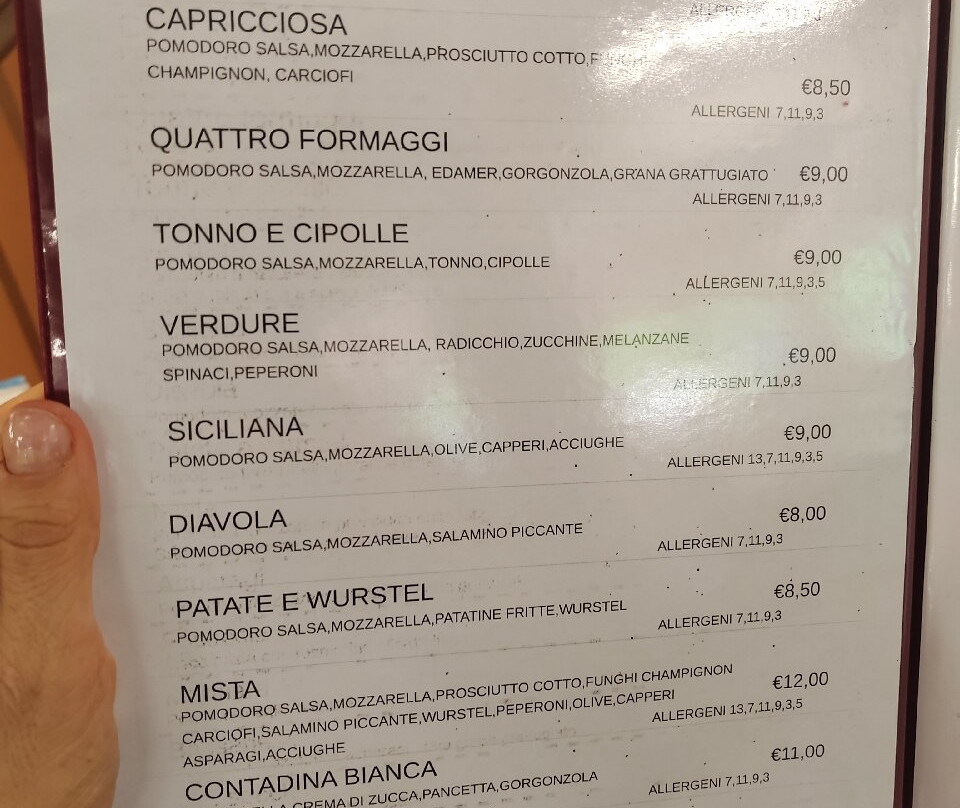 CAPRICCIOSA
POMODORO SALSA,MOZZARELLA,PROSCIUTTO COTTO,FUNGHI
CHAMPIGNON, CARCIOFI
€8,50
ALLERGENI 7,11,9,3
QUATTRO FORMAGGI
POMODORO SALSA,MOZZARELLA, EDAMER,GORGONZOLA,GRANA GRATTUGIATO €9,00
ALLERGENI 7,11,9,3
TONNO E CIPOLLE
POMODORO SALSA,MOZZARELLA,TONNO,CIPOLLE €9,00
ALLERGENI 7,11,9,3,5
VERDURE
POMODORO SALSA,MOZZARELLA, RADICCHIO,ZUCCHINE,MELANZANE
SPINACI,PEPERONI €9,00
ALLERGENI 7,11,9,3
SICILIANA
POMODORO SALSA,MOZZARELLA,OLIVE,CAPPERI,ACCIUGHE €9,00
ALLERGENI 13,7,11,9,3,5
DIAVOLA
POMODORO SALSA,MOZZARELLA,SALAMINO PICCANTE €8,00
ALLERGENI 7,11,9,3
PATATE E WURSTEL
POMODORO SALSA,MOZZARELLA,PATATINE FRITTE,WURSTEL €8,50
ALLERGENI 7,11,9,3
MISTA
POMODORO SALSA,MOZZARELLA,PROSCIUTTO COTTO,FUNGHI CHAMPIGNON €12,00
CARCIOFI,SALAMINO PICCANTE,WURSTEL,PEPERONI,OLIVE,CAPPERI
ALLERGENI 13,7,11,9,3,5
ASPARAGI,ACCIUGHE
CONTADINA BIANCA €11,00
CREMA DI ZUCCA,PANCETTA,GORGONZOLA
ALLERGENI 7,11,9,3